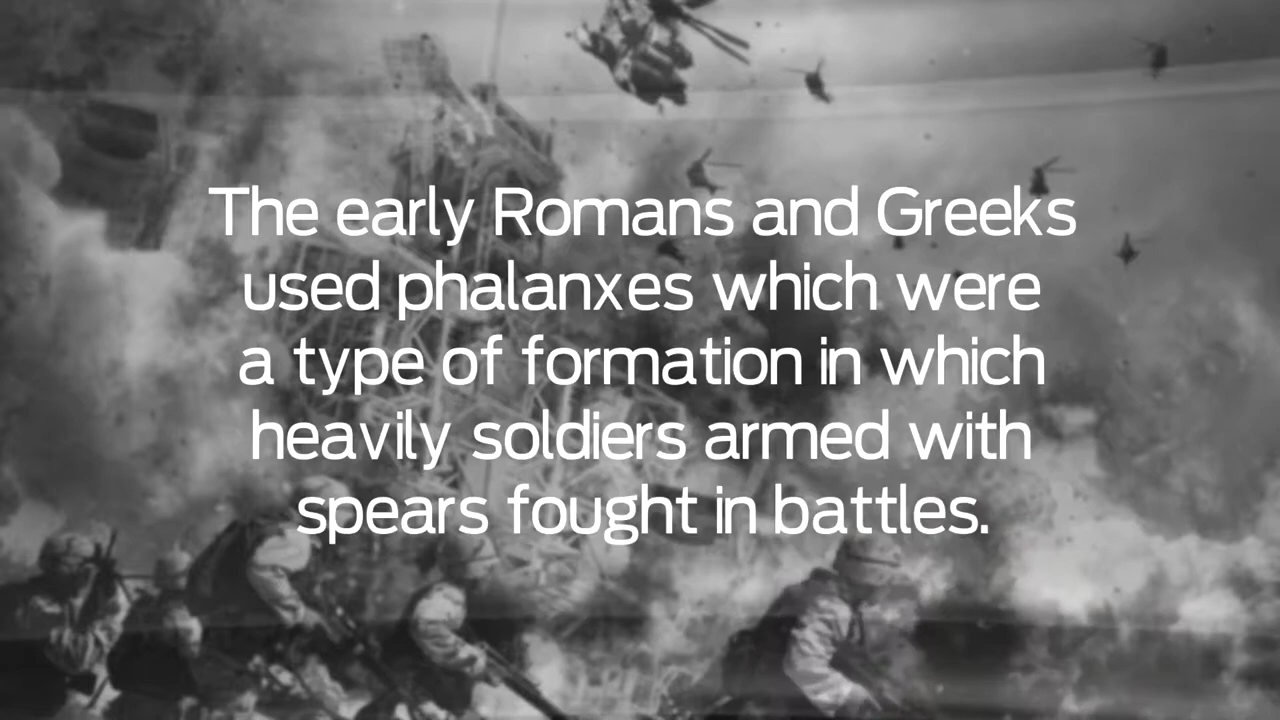 The early Romans and Greeks
used phalanxes which were
a type of formation in which
heavily soldiers armed with
spears fought in battles.